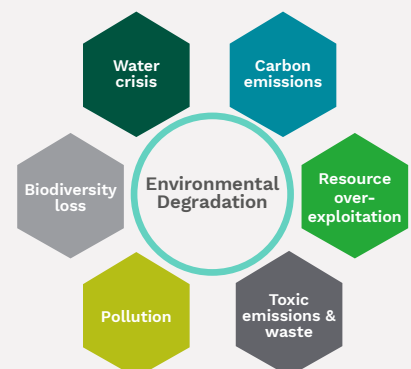 Water
crisis
Carbon
emissions
Biodiversity
loss
Environmental
Degradation
Resource
over-
exploitation
Pollution
Toxic
emissions &
waste